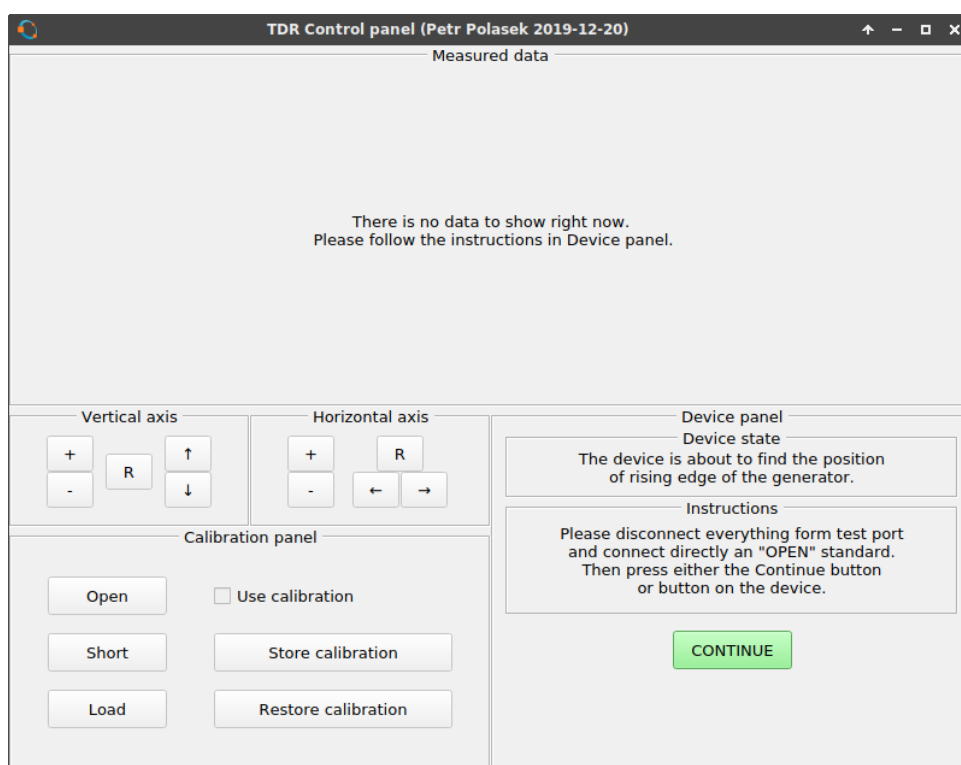 TDR Control panel (Petr Polasek 2019-12-20)
Measured data
There is no data to show right now.
Please follow the instructions in Device panel.
Vertical axis
+
R
↑
-
↓
Horizontal axis
+
R
-
←
→
Calibration panel
Open
Use calibration
Short
Store calibration
Load
Restore calibration
Device panel
Device state
The device is about to find the position
of rising edge of the generator.
Instructions
Please disconnect everything form test port
and connect directly an "OPEN" standard.
Then press either the Continue button
or button on the device.
CONTINUE